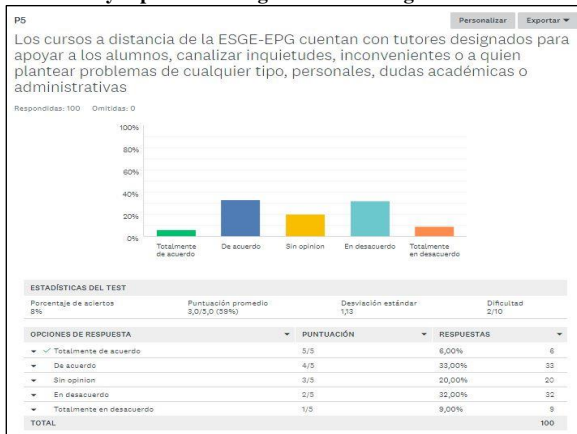 P5
Personalizar
Exportar
Los cursos a distancia de la ESGE-EPG cuentan con tutores designados para
apoyar a los alumnos, canalizar inquietudes, inconvenientes o a quien
plantear problemas de cualquier tipo, personales, dudas académicas o
administrativas
Respondidas: 100 Omitidas: 0
100%
80%
60%
40%
20%
0%
Totalmente de acuerdo
De acuerdo
Sin opinion
En desacuerdo
Totalmente en desacuerdo
ESTADÍSTICAS DEL TEST
Porcentaje de aciertos Puntuación promedio Desviación estándar Dificultad
8% 3,0/5,0 (59%) 1,13 2/10
OPCIONES DE RESPUESTA PUNTUACIÓN RESPUESTAS
Totalmente de acuerdo 5/5 6,00% 6
De acuerdo 4/5 33,00% 33
Sin opinion 3/5 20,00% 20
En desacuerdo 2/5 32,00% 32
Totalmente en desacuerdo 1/5 9,00% 9
TOTAL 100